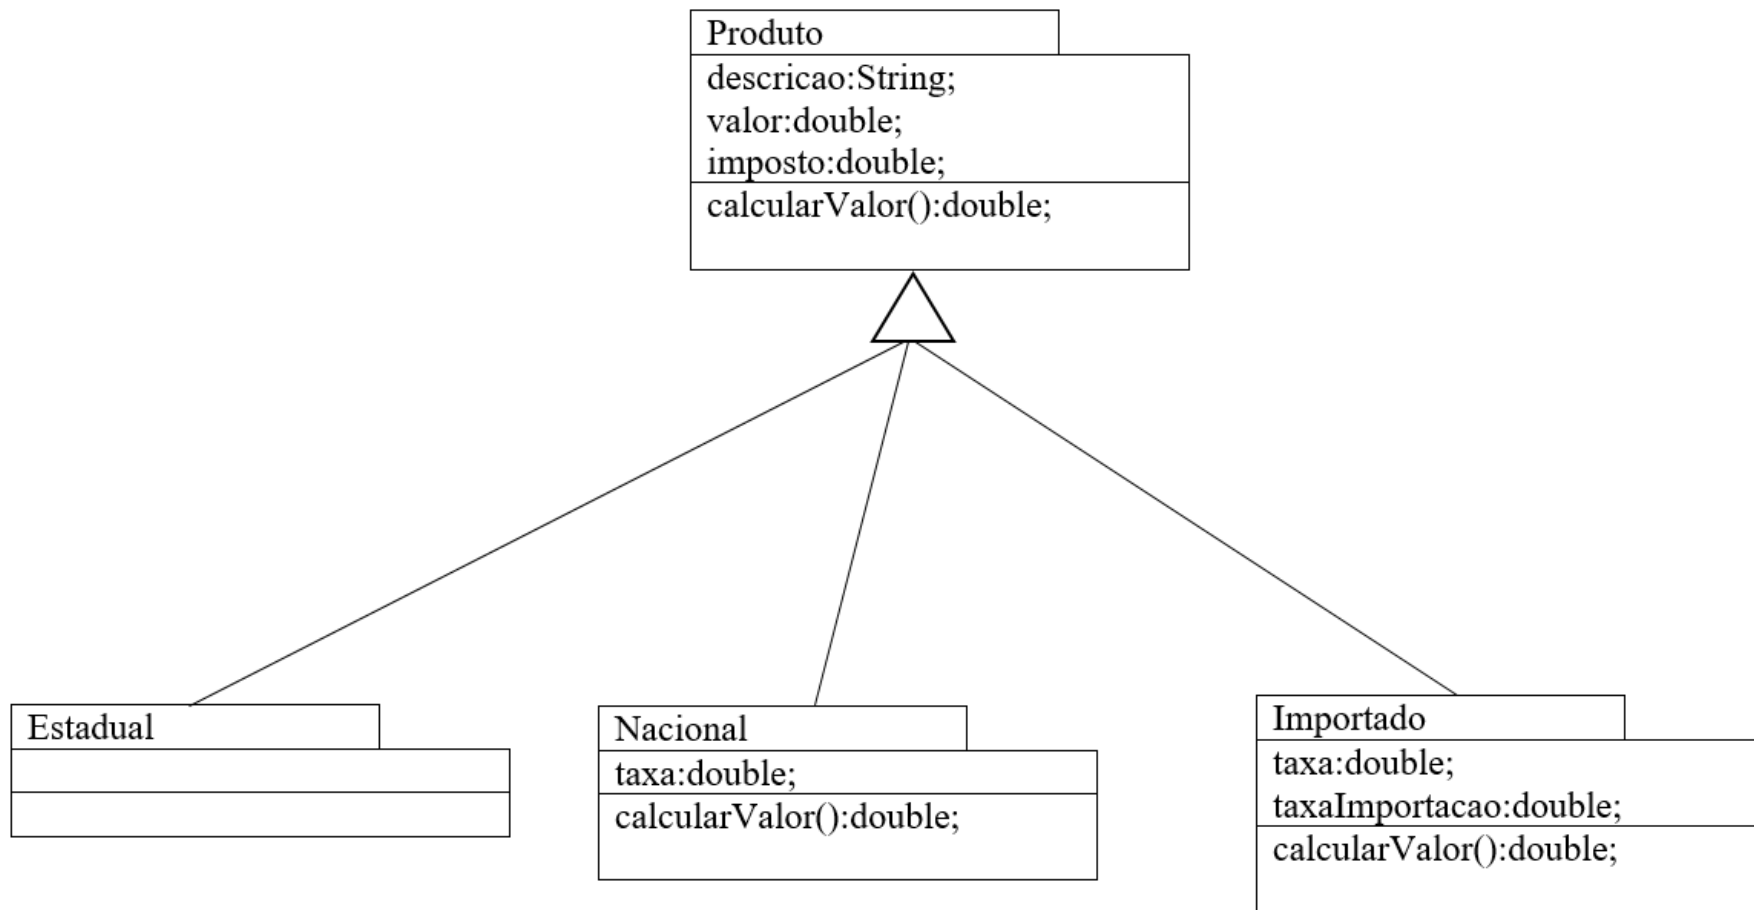 Produto
descricao:String;
valor:double;
imposto:double;
calcularValor():double;
Estadual
Nacional
taxa:double;
calcularValor():double;
Importado
taxa:double;
taxaImportacao:double;
calcularValor():double;